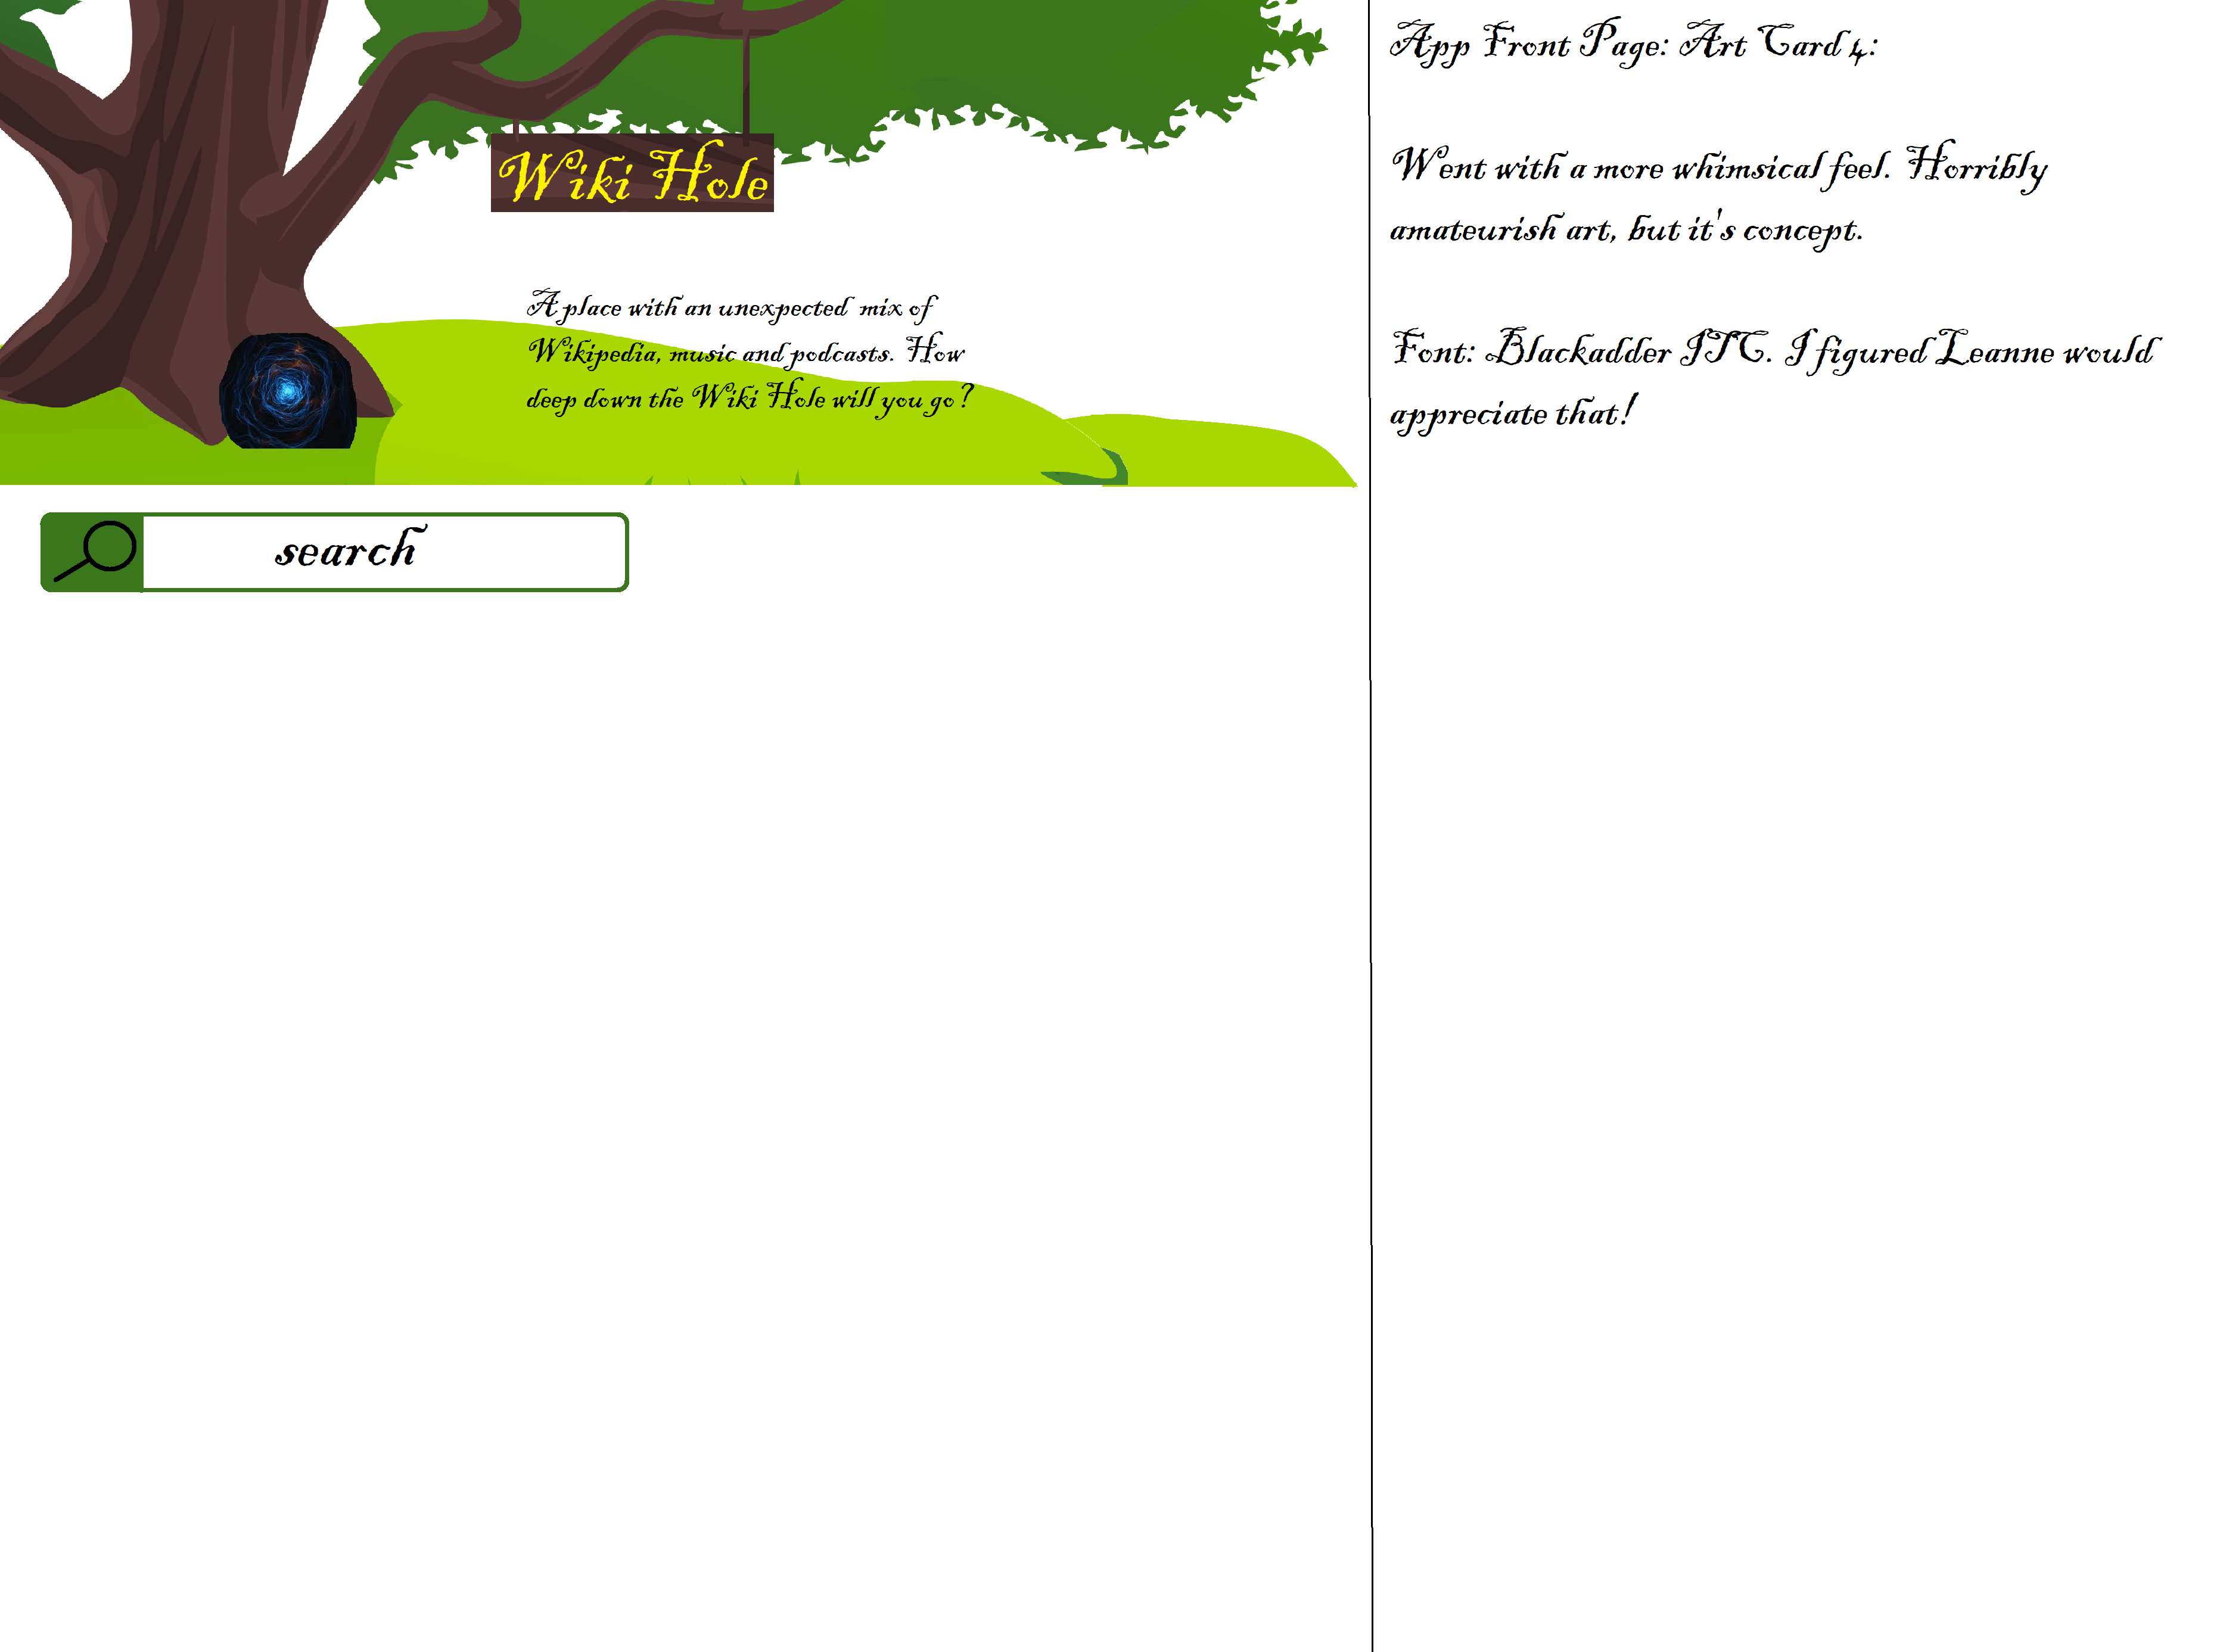 Wiki Hole
A place with an unexpected mix of
Wikipedia, music and podcasts. How
deep down the Wiki Hole will you go?
search
App Front Page: Art Card 4:
Went with a more whimsical feel. Horribly
amateurish art, but it's concept.
Font: Blackadder ITC. I figured Leanne would
appreciate that!